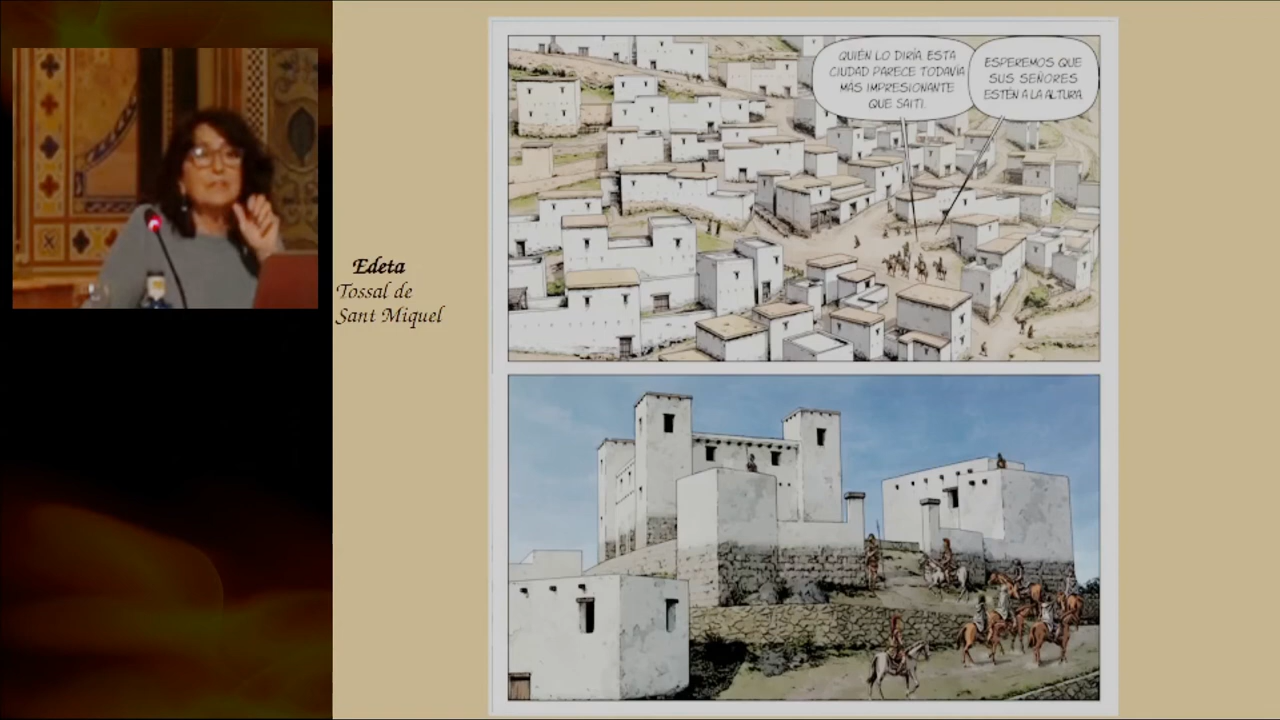 Edeta
Tossal de
Sant Miquel
QUIÉN LO DIRÍA ESTA
CIUDAD PARECE TODAVÍA
MÁS IMPRESIONANTE
QUE SAITI.
ESPEREMOS QUE
SUS SEÑORES
ESTÉN A LA ALTURA.